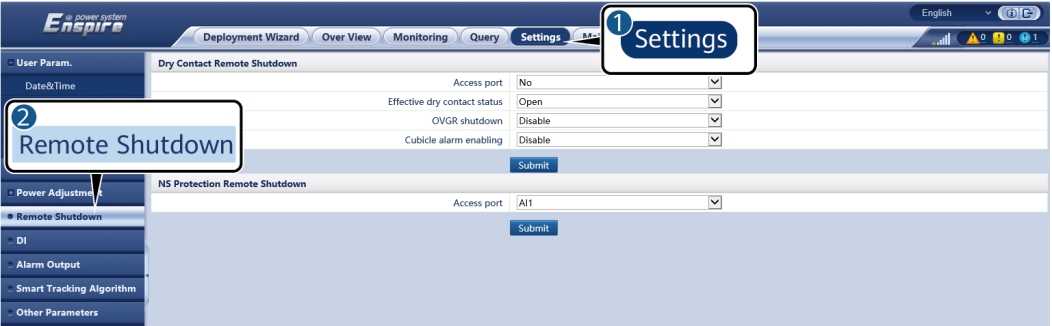 @ power system
Enspire
English
Deployment Wizard Over View Monitoring Query Settings
1
Settings
0 0 1
User Param.
Date&Time
2
Remote Shutdown
Power Adjustment
Remote Shutdown
DI
Alarm Output
Smart Tracking Algorithm
Other Parameters
Dry Contact Remote Shutdown
Access port No
Effective dry contact status Open
OVGR shutdown Disable
Cubicle alarm enabling Disable
Submit
NS Protection Remote Shutdown
Access port AI1
Submit